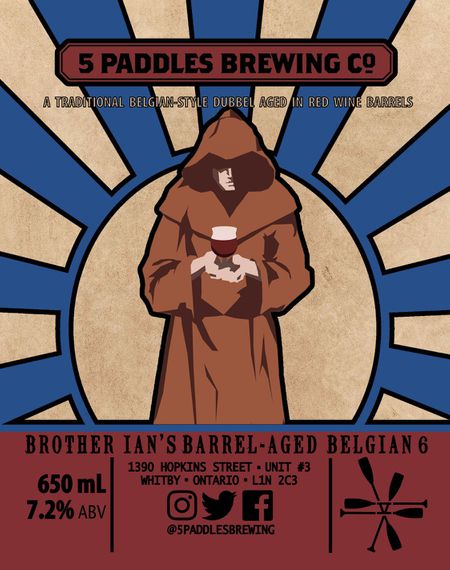 5 PADDLES BREWING Cº
A TRADITIONAL BELGIAN-STYLE DUBBEL AGED IN RED WINE BARRELS
BROTHER IAN'S BARREL-AGED BELGIAN 6
650 mL
7.2% ABV
1390 HOPKINS STREET • UNIT #3
WHITBY • ONTARIO • L1N 2C3
@5PADDLESBREWING
V